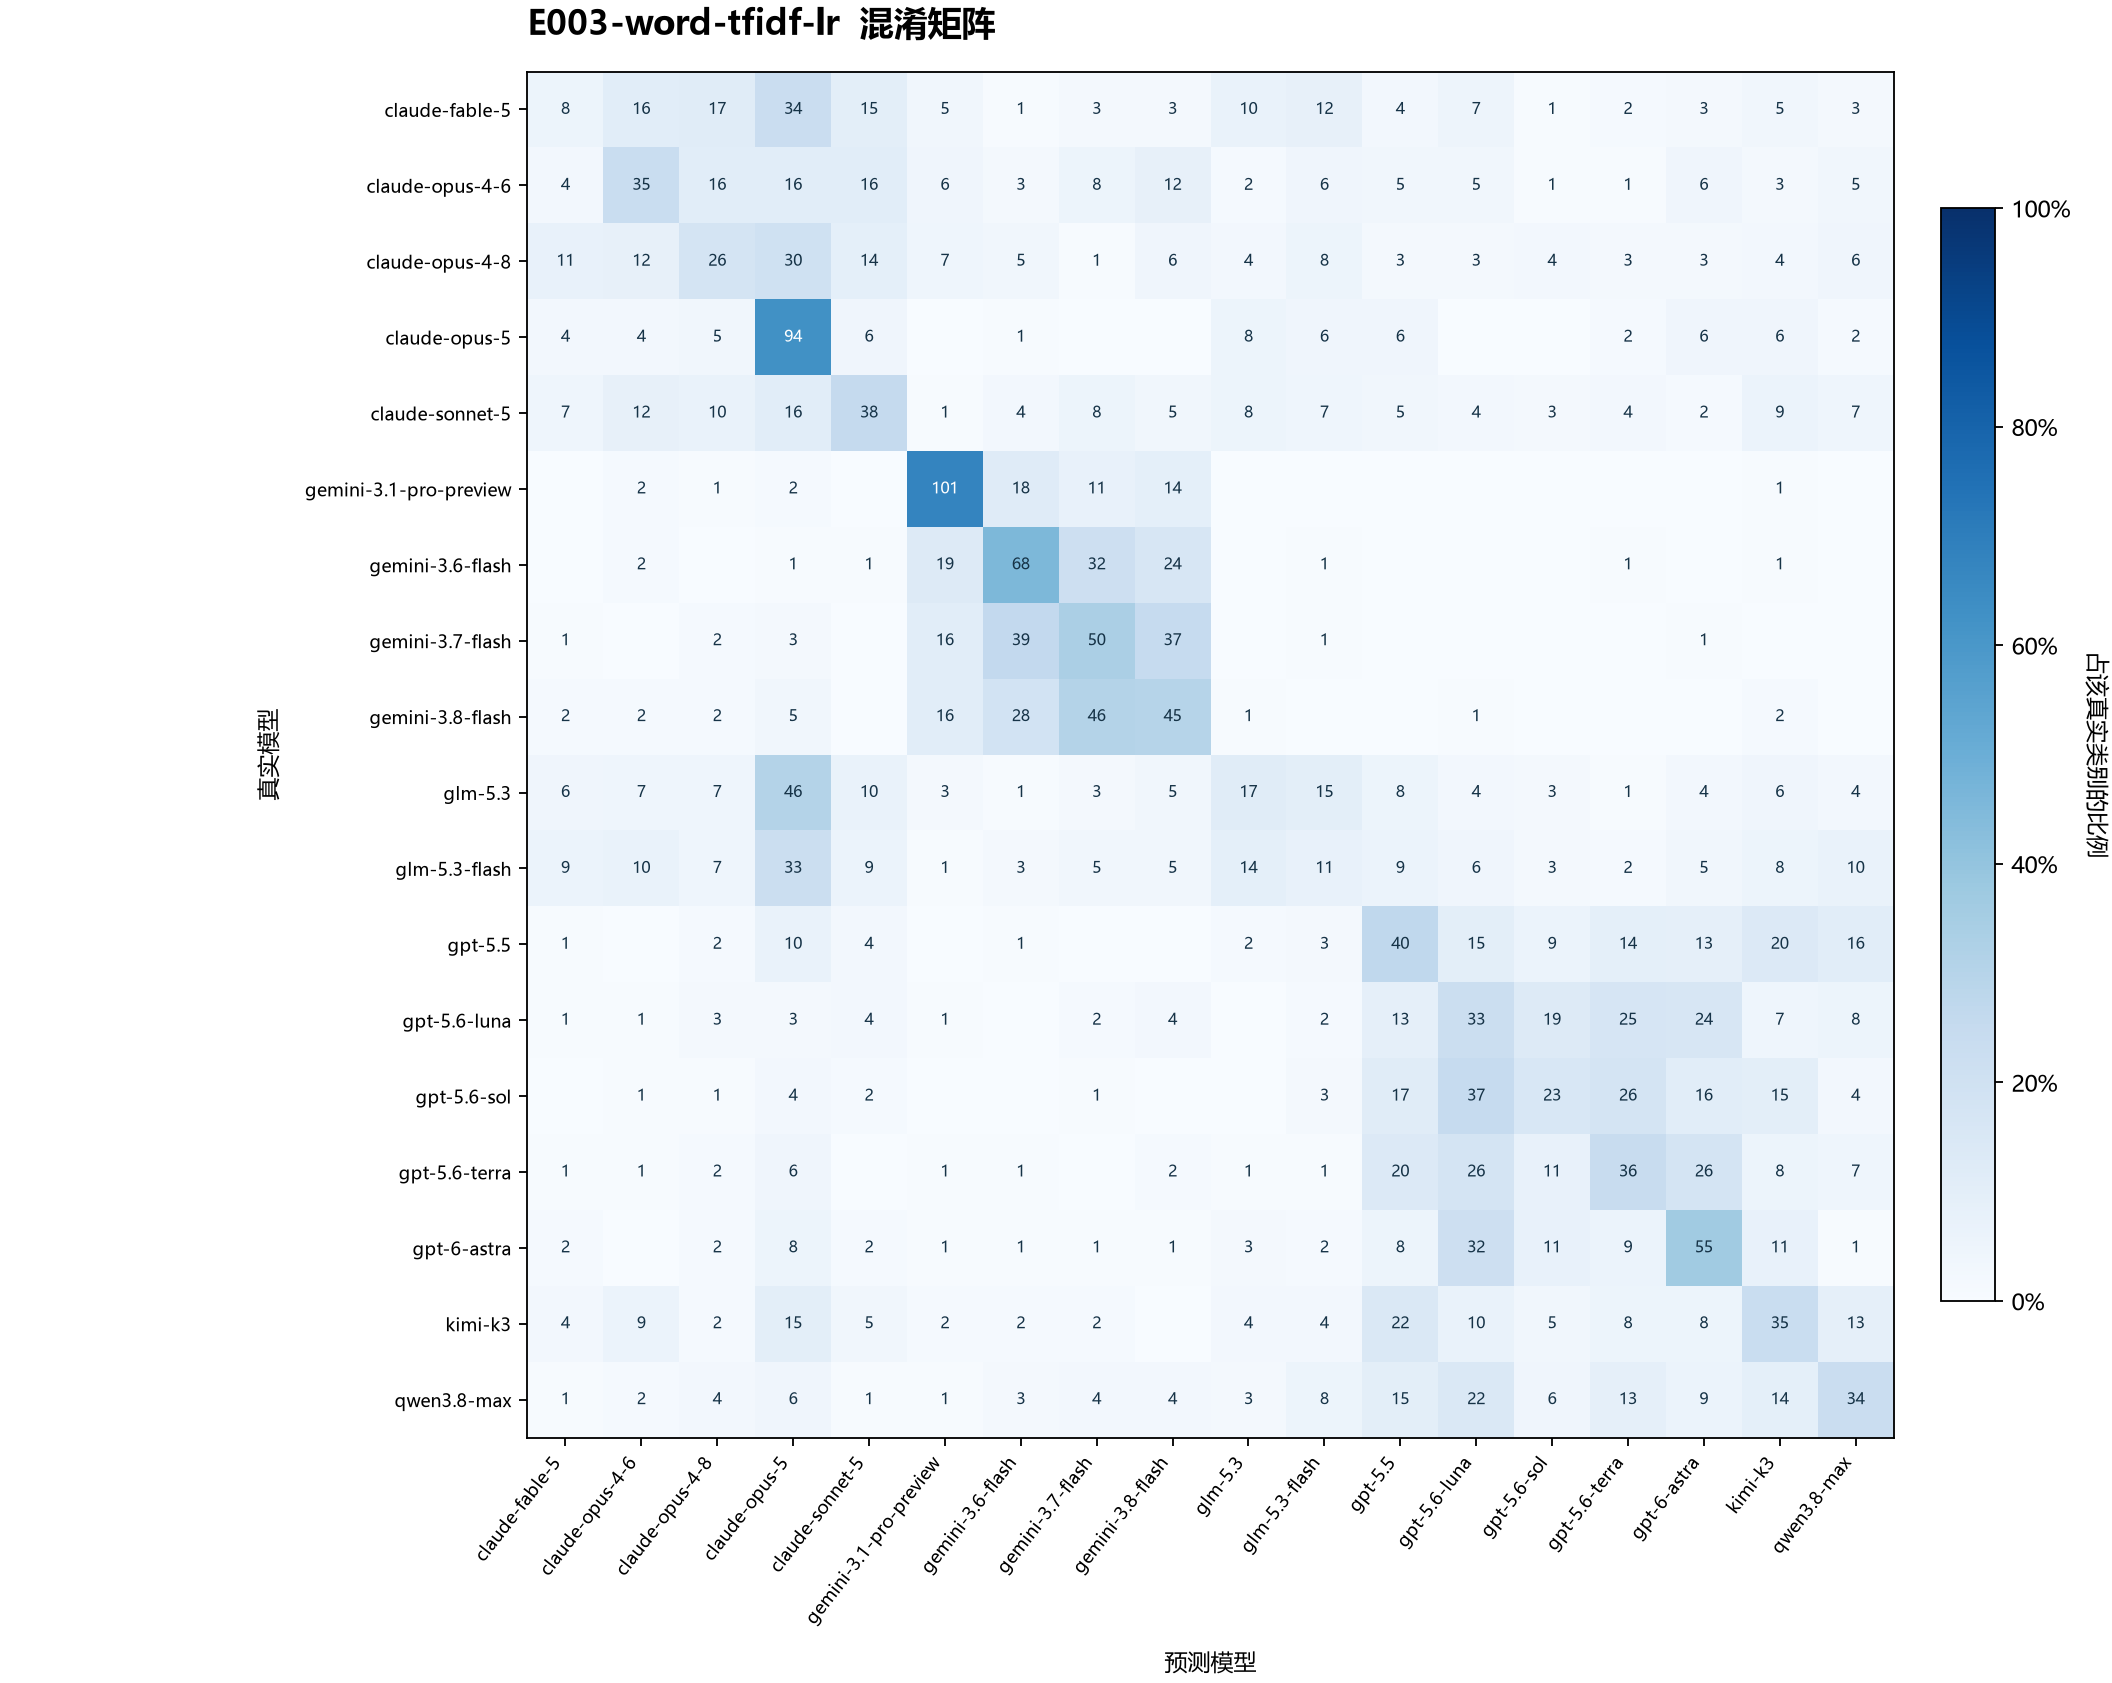 E003-word-tfidf-lr 混淆矩阵
claude-fable-5 8 16 17 34 15 5 1 3 3 10 12 4 7 1 2 3 5 3
claude-opus-4-6 4 35 16 16 16 6 3 8 12 2 6 5 5 1 1 6 3 5
claude-opus-4-8 11 12 26 30 14 7 5 1 6 4 8 3 3 4 3 3 4 6
claude-opus-5 4 4 5 94 6 1 8 6 6 2 6 6 2
claude-sonnet-5 7 12 10 16 38 1 4 8 5 8 7 5 4 3 4 2 9 7
gemini-3.1-pro-preview 2 1 2 101 18 11 14 1
gemini-3.6-flash 2 1 1 19 68 32 24 1 1 1
gemini-3.7-flash 1 2 3 16 39 50 37 1 1
gemini-3.8-flash 2 2 2 5 16 28 46 45 1 1 2
glm-5.3 6 7 7 46 10 3 1 3 5 17 15 8 4 3 1 4 6 4
glm-5.3-flash 9 10 7 33 9 1 3 5 5 14 11 9 6 3 2 5 8 10
gpt-5.5 1 2 10 4 1 2 3 40 15 9 14 13 20 16
gpt-5.6-luna 1 1 3 3 4 1 2 4 2 13 33 19 25 24 7 8
gpt-5.6-sol 1 1 4 2 1 3 17 37 23 26 16 15 4
gpt-5.6-terra 1 1 2 6 1 1 2 1 1 20 26 11 36 26 8 7
gpt-6-astra 2 2 8 2 1 1 1 1 3 2 8 32 11 9 55 11 1
kimi-k3 4 9 2 15 5 2 2 2 4 4 22 10 5 8 8 35 13
qwen3.8-max 1 2 4 6 1 1 3 4 4 3 8 15 22 6 13 9 14 34
真实模型
claude-fable-5
claude-opus-4-6
claude-opus-4-8
claude-opus-5
claude-sonnet-5
gemini-3.1-pro-preview
gemini-3.6-flash
gemini-3.7-flash
gemini-3.8-flash
glm-5.3
glm-5.3-flash
gpt-5.5
gpt-5.6-luna
gpt-5.6-sol
gpt-5.6-terra
gpt-6-astra
kimi-k3
qwen3.8-max
预测模型
100%
80%
60%
40%
20%
0%
占该真实类别的比例